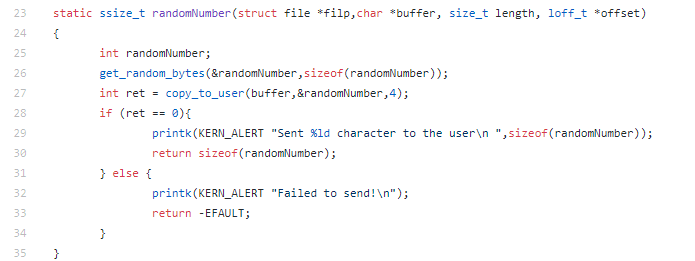 23 static ssize_t randomNumber(struct file *filp,char *buffer, size_t length, loff_t *offset)
24 {
25         int randomNumber;
26         get_random_bytes(&randomNumber,sizeof(randomNumber));
27         int ret = copy_to_user(buffer,&randomNumber,4);
28         if (ret == 0){
29                 printk(KERN_ALERT "Sent %ld character to the user\n ",sizeof(randomNumber));
30                 return sizeof(randomNumber);
31         } else {
32                 printk(KERN_ALERT "Failed to send!\n");
33                 return -EFAULT;
34         }
35 }